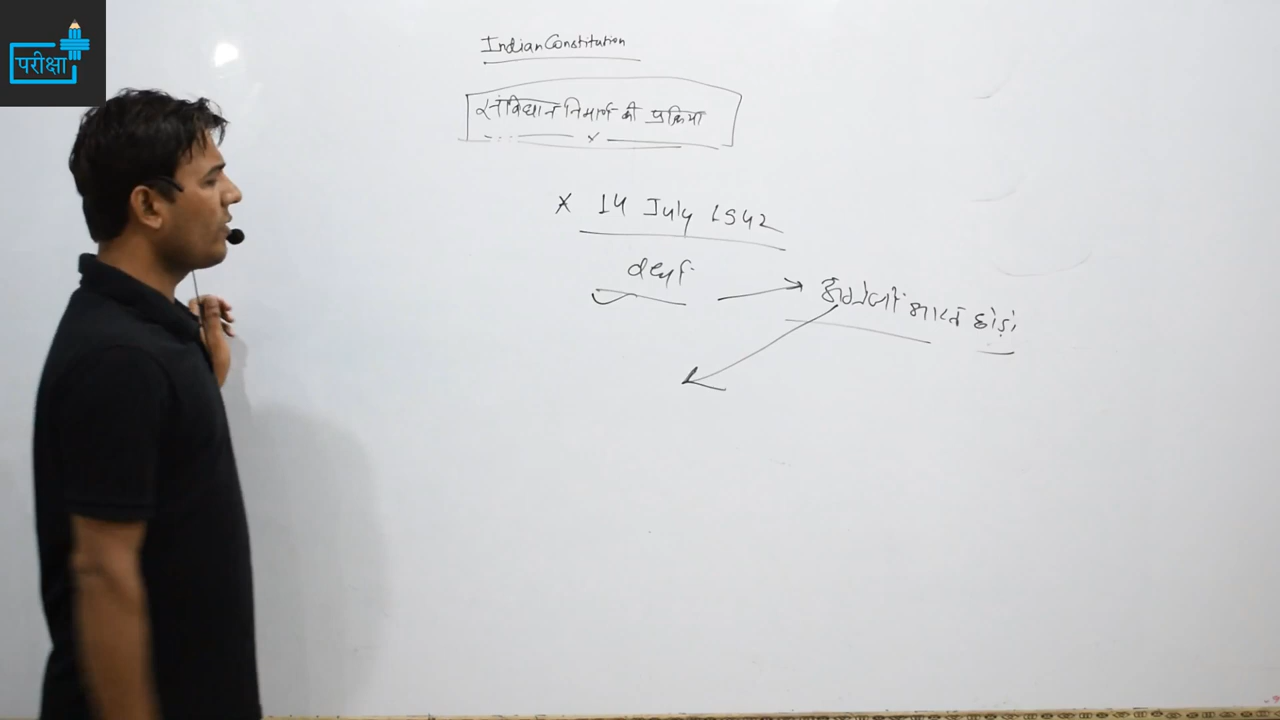 परीक्षा
Indian Constitution
संविधान निर्माण की प्रक्रिया
* 14 July 1942
वर्धा
अंग्रेजों भारत छोड़ो